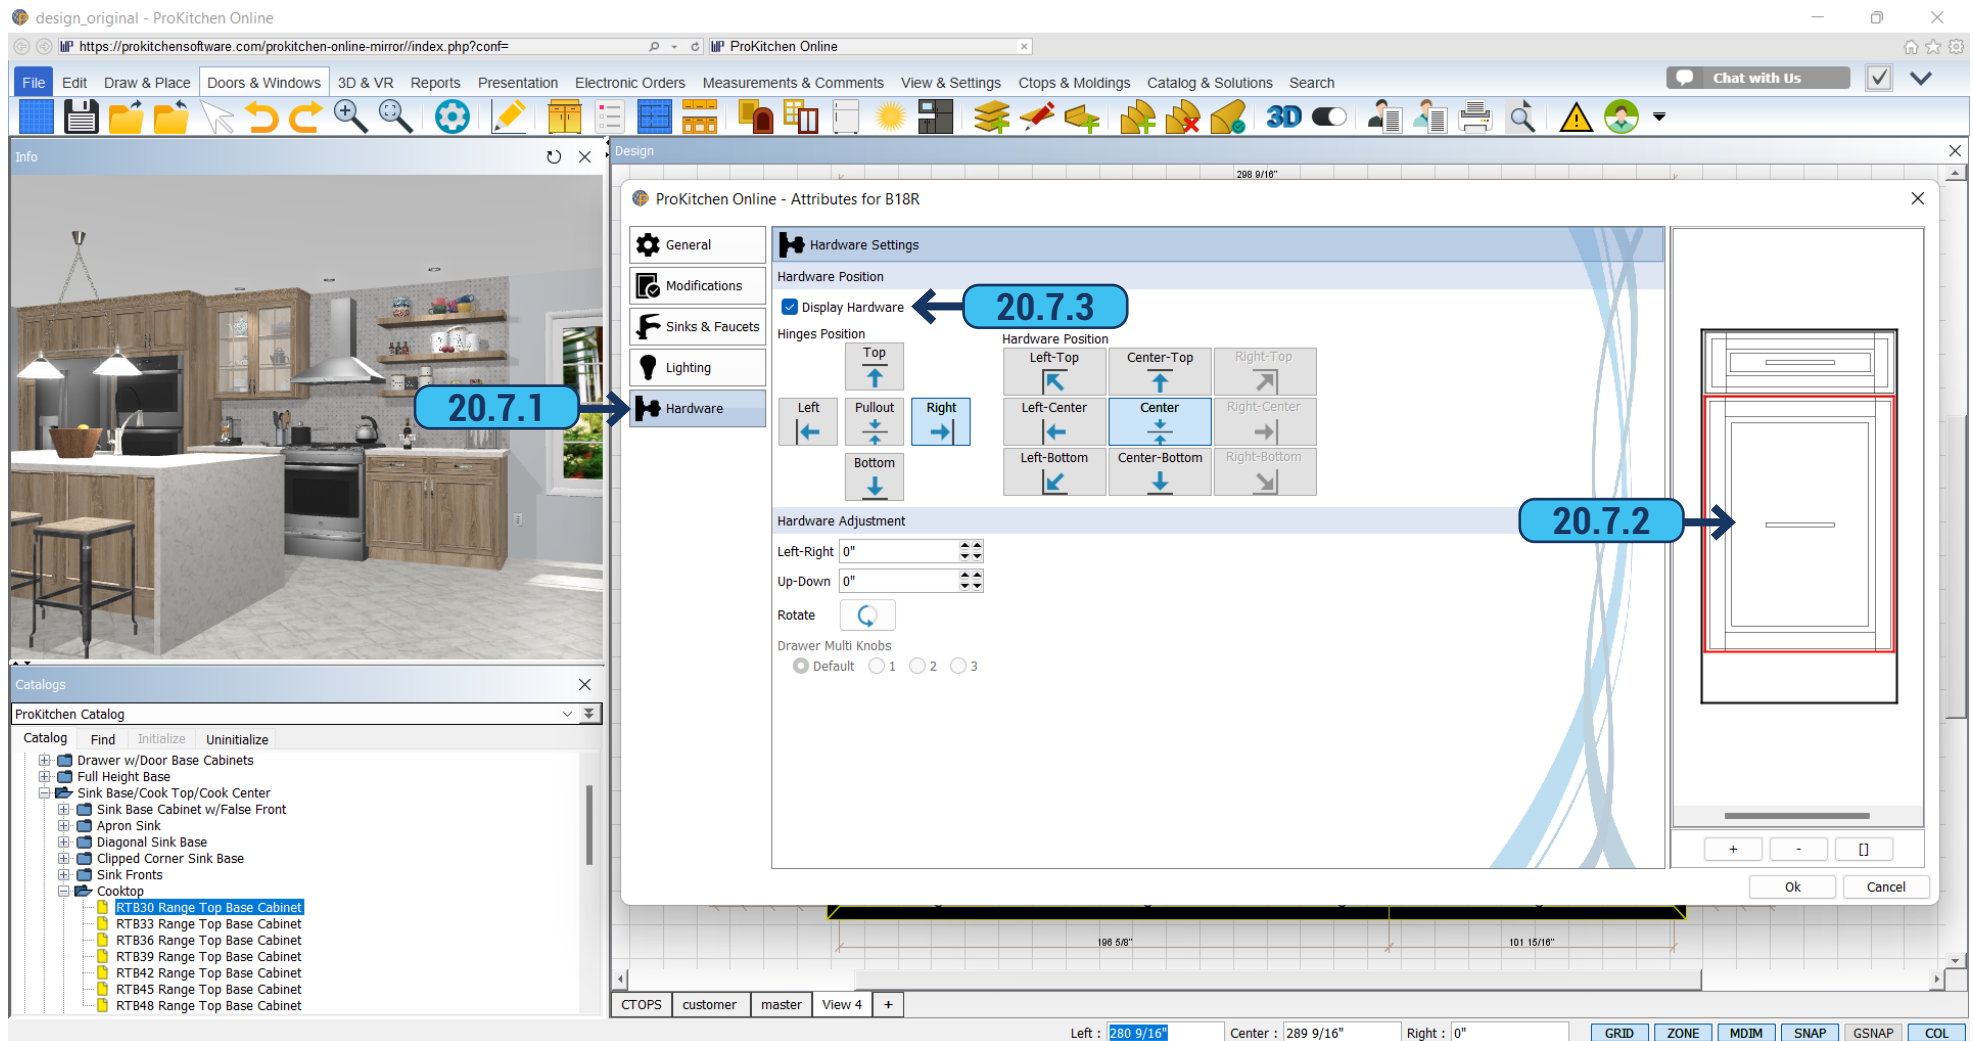 design_original - ProKitchen Online
https://prokitchensoftware.com/prokitchen-online-mirror//index.php?conf=
ProKitchen Online
File Edit Draw & Place Doors & Windows 3D & VR Reports Presentation Electronic Orders Measurements & Comments View & Settings Ctops & Moldings Catalog & Solutions Search
Chat with Us
3D
Info
Design
298 9/16"
ProKitchen Online - Attributes for B18R
General
Modifications
Sinks & Faucets
Lighting
Hardware
20.7.1
Hardware Settings
Hardware Position
Display Hardware
20.7.3
Hinges Position
Top
Left Pullout Right
Bottom
Hardware Position
Left-Top Center-Top Right-Top
Left-Center Center Right-Center
Left-Bottom Center-Bottom Right-Bottom
20.7.2
Hardware Adjustment
Left-Right 0"
Up-Down 0"
Rotate
Drawer Multi Knobs
Default 1 2 3
+ - []
Ok Cancel
Catalogs
ProKitchen Catalog
Catalog Find Initialize Uninitialize
Drawer w/Door Base Cabinets
Full Height Base
Sink Base/Cook Top/Cook Center
Sink Base Cabinet w/False Front
Apron Sink
Diagonal Sink Base
Clipped Corner Sink Base
Sink Fronts
Cooktop
RTB30 Range Top Base Cabinet
RTB33 Range Top Base Cabinet
RTB36 Range Top Base Cabinet
RTB39 Range Top Base Cabinet
RTB42 Range Top Base Cabinet
RTB45 Range Top Base Cabinet
RTB48 Range Top Base Cabinet
196 5/8"
101 15/16"
CTOPS customer master View 4 +
Left : 280 9/16" Center : 289 9/16" Right : 0" GRID ZONE MDIM SNAP GSNAP COL